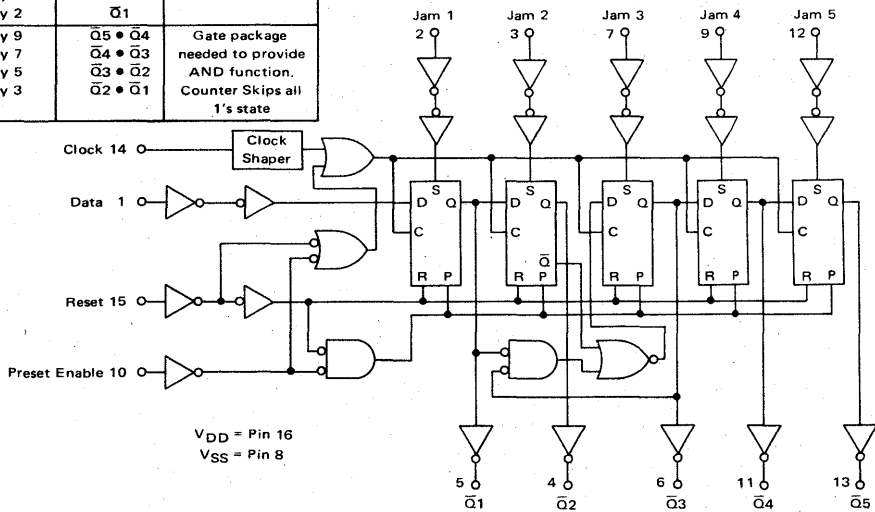 y 2 Q̅1
y 9 Q̅5 • Q̅4 Gate package
y 7 Q̅4 • Q̅3 needed to provide
y 5 Q̅3 • Q̅2 AND function.
y 3 Q̅2 • Q̅1 Counter Skips all
1's state
Jam 1 Jam 2 Jam 3 Jam 4 Jam 5
2 3 7 9 12
Clock 14
Clock
Shaper
S S S S S
Data 1
D Q D Q D Q D Q D Q
C C C C C
Q̅
R P R P R P R P R P
Reset 15
Preset Enable 10
VDD = Pin 16
VSS = Pin 8
5 4 6 11 13
Q̅1 Q̅2 Q̅3 Q̅4 Q̅5